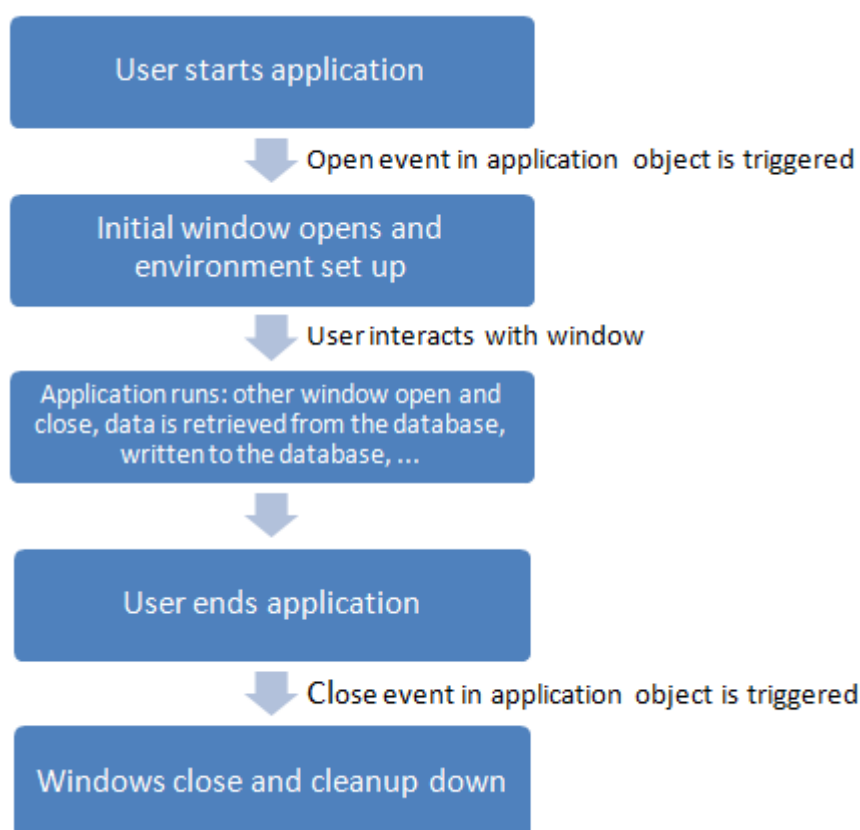 User starts application
Open event in application object is triggered
Initial window opens and
environment set up
User interacts with window
Application runs: other window open and
close, data is retrieved from the database,
written to the database, ...
User ends application
Close event in application object is triggered
Windows close and cleanup down